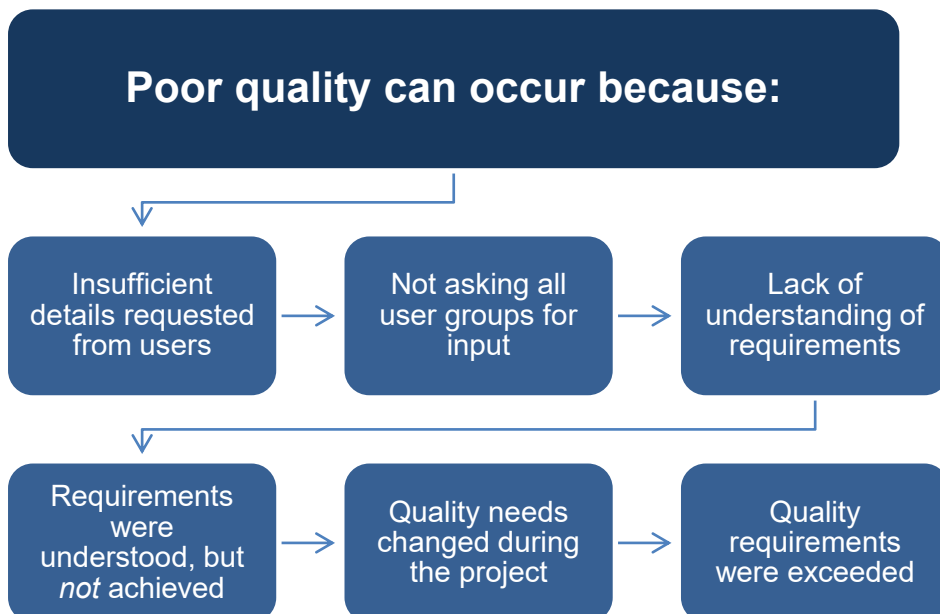 Poor quality can occur because:
Insufficient
details requested
from users
Not asking all
user groups for
input
Lack of
understanding of
requirements
Requirements
were
understood, but
not achieved
Quality needs
changed during
the project
Quality
requirements
were exceeded